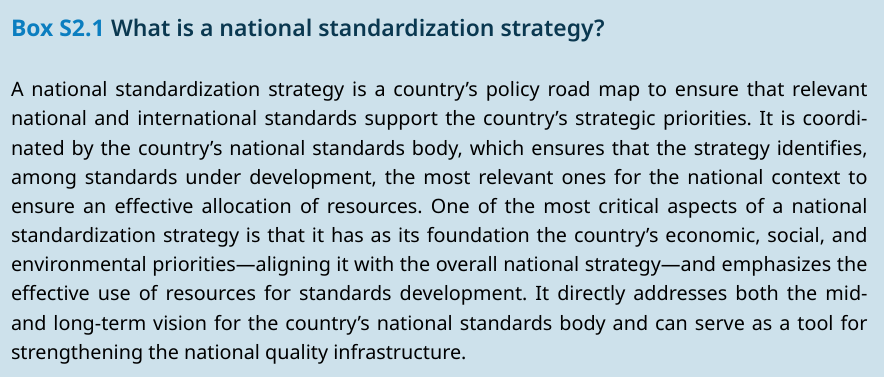 Box S2.1 What is a national standardization strategy?
A national standardization strategy is a country’s policy road map to ensure that relevant
national and international standards support the country’s strategic priorities. It is coordi-
nated by the country’s national standards body, which ensures that the strategy identifies,
among standards under development, the most relevant ones for the national context to
ensure an effective allocation of resources. One of the most critical aspects of a national
standardization strategy is that it has as its foundation the country’s economic, social, and
environmental priorities—aligning it with the overall national strategy—and emphasizes the
effective use of resources for standards development. It directly addresses both the mid-
and long-term vision for the country’s national standards body and can serve as a tool for
strengthening the national quality infrastructure.